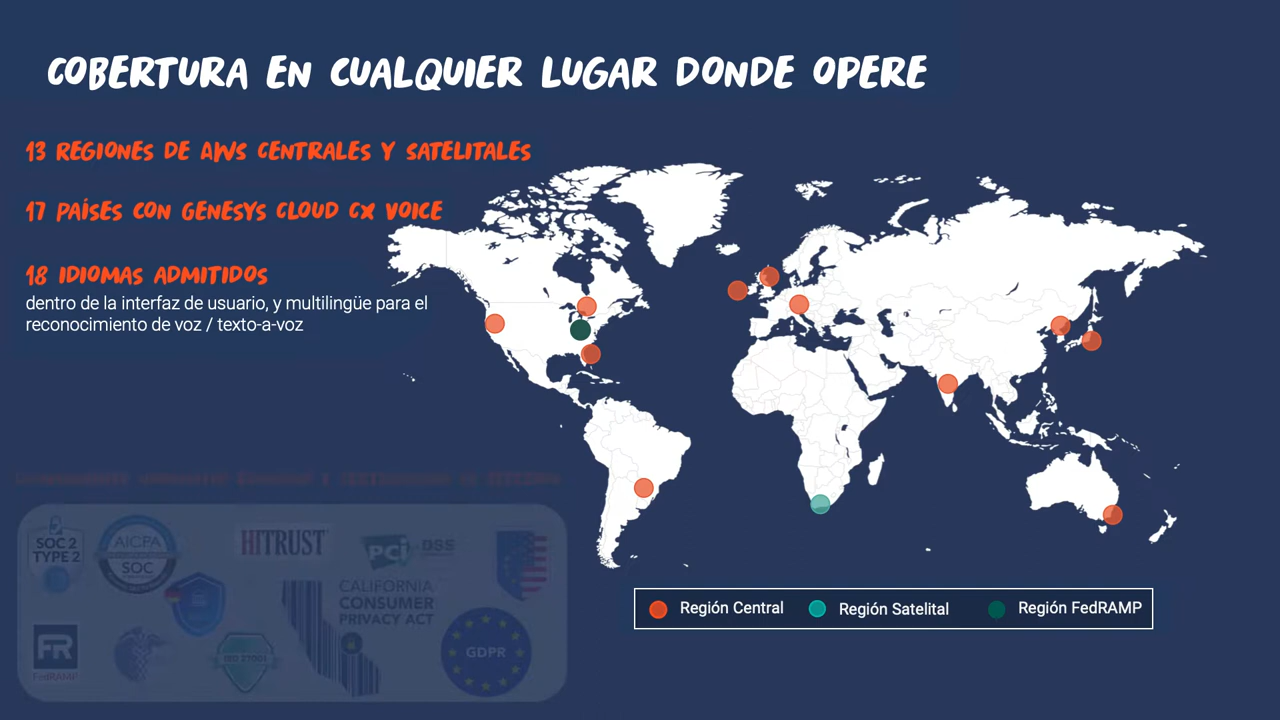 COBERTURA EN CUALQUIER LUGAR DONDE OPERE
13 REGIONES DE AWS CENTRALES Y SATELITALES
17 PAÍSES CON GENESYS CLOUD CX VOICE
18 IDIOMAS ADMITIDOS
dentro de la interfaz de usuario, y multilingüe para el
reconocimiento de voz / texto-a-voz
SOC 2
TYPE 2
AICPA
SOC
HITRUST
PCI DSS
CALIFORNIA
CONSUMER
PRIVACY ACT
FR
FedRAMP
ISO 27001
GDPR
Región Central
Región Satelital
Región FedRAMP